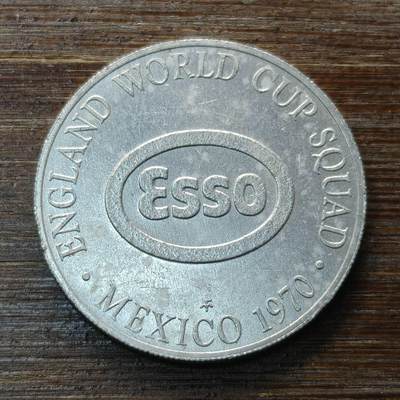 ENGLAND WORLD CUP SQUAD
Esso
· MEXICO 1970 ·